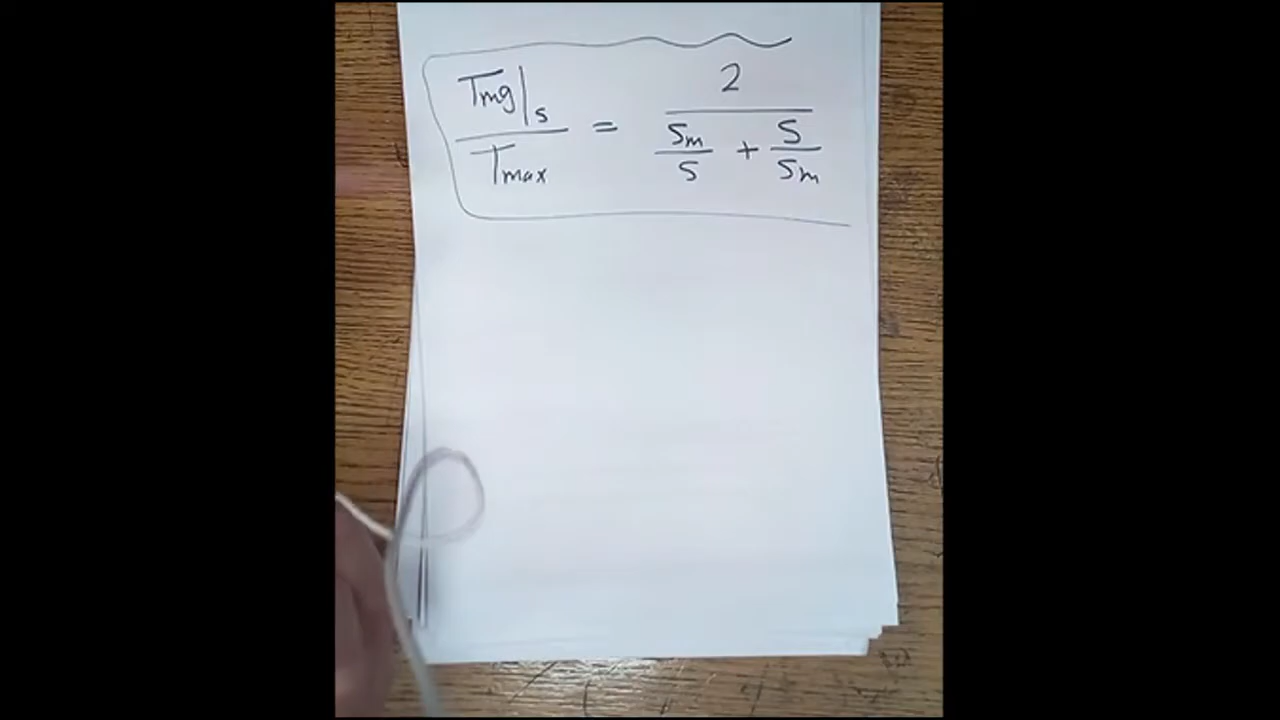 Tmg|s / Tmax = 2 / (Sm/S + S/Sm)